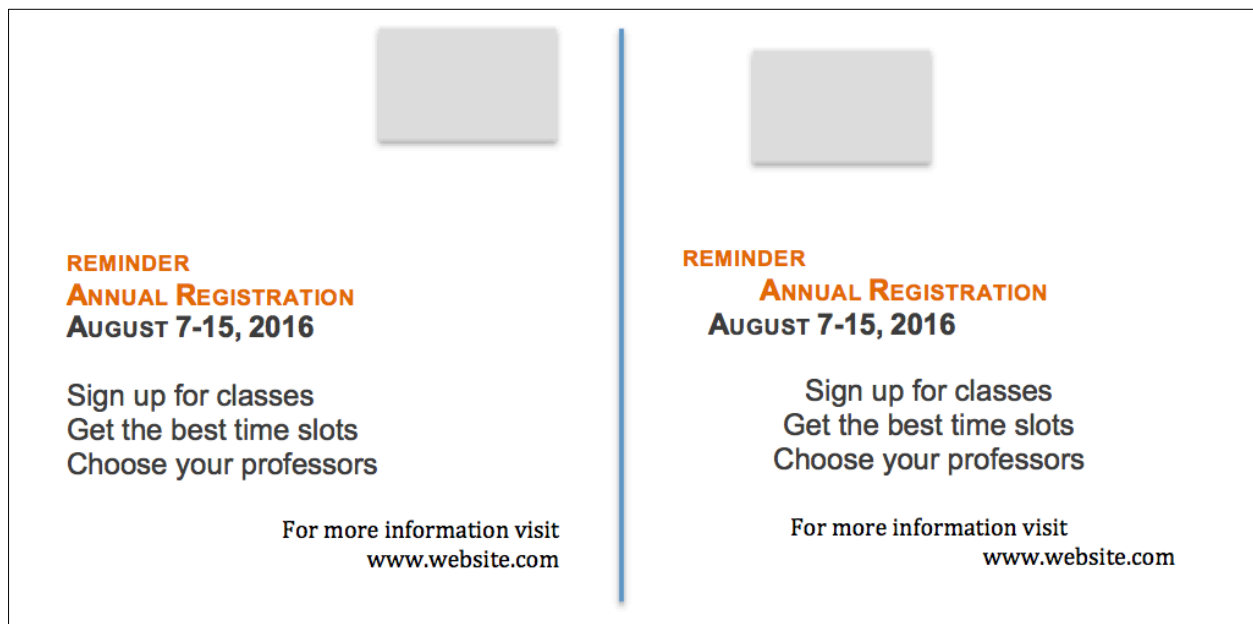 REMINDER
ANNUAL REGISTRATION
AUGUST 7-15, 2016
Sign up for classes
Get the best time slots
Choose your professors
For more information visit
www.website.com
REMINDER
ANNUAL REGISTRATION
AUGUST 7-15, 2016
Sign up for classes
Get the best time slots
Choose your professors
For more information visit
www.website.com